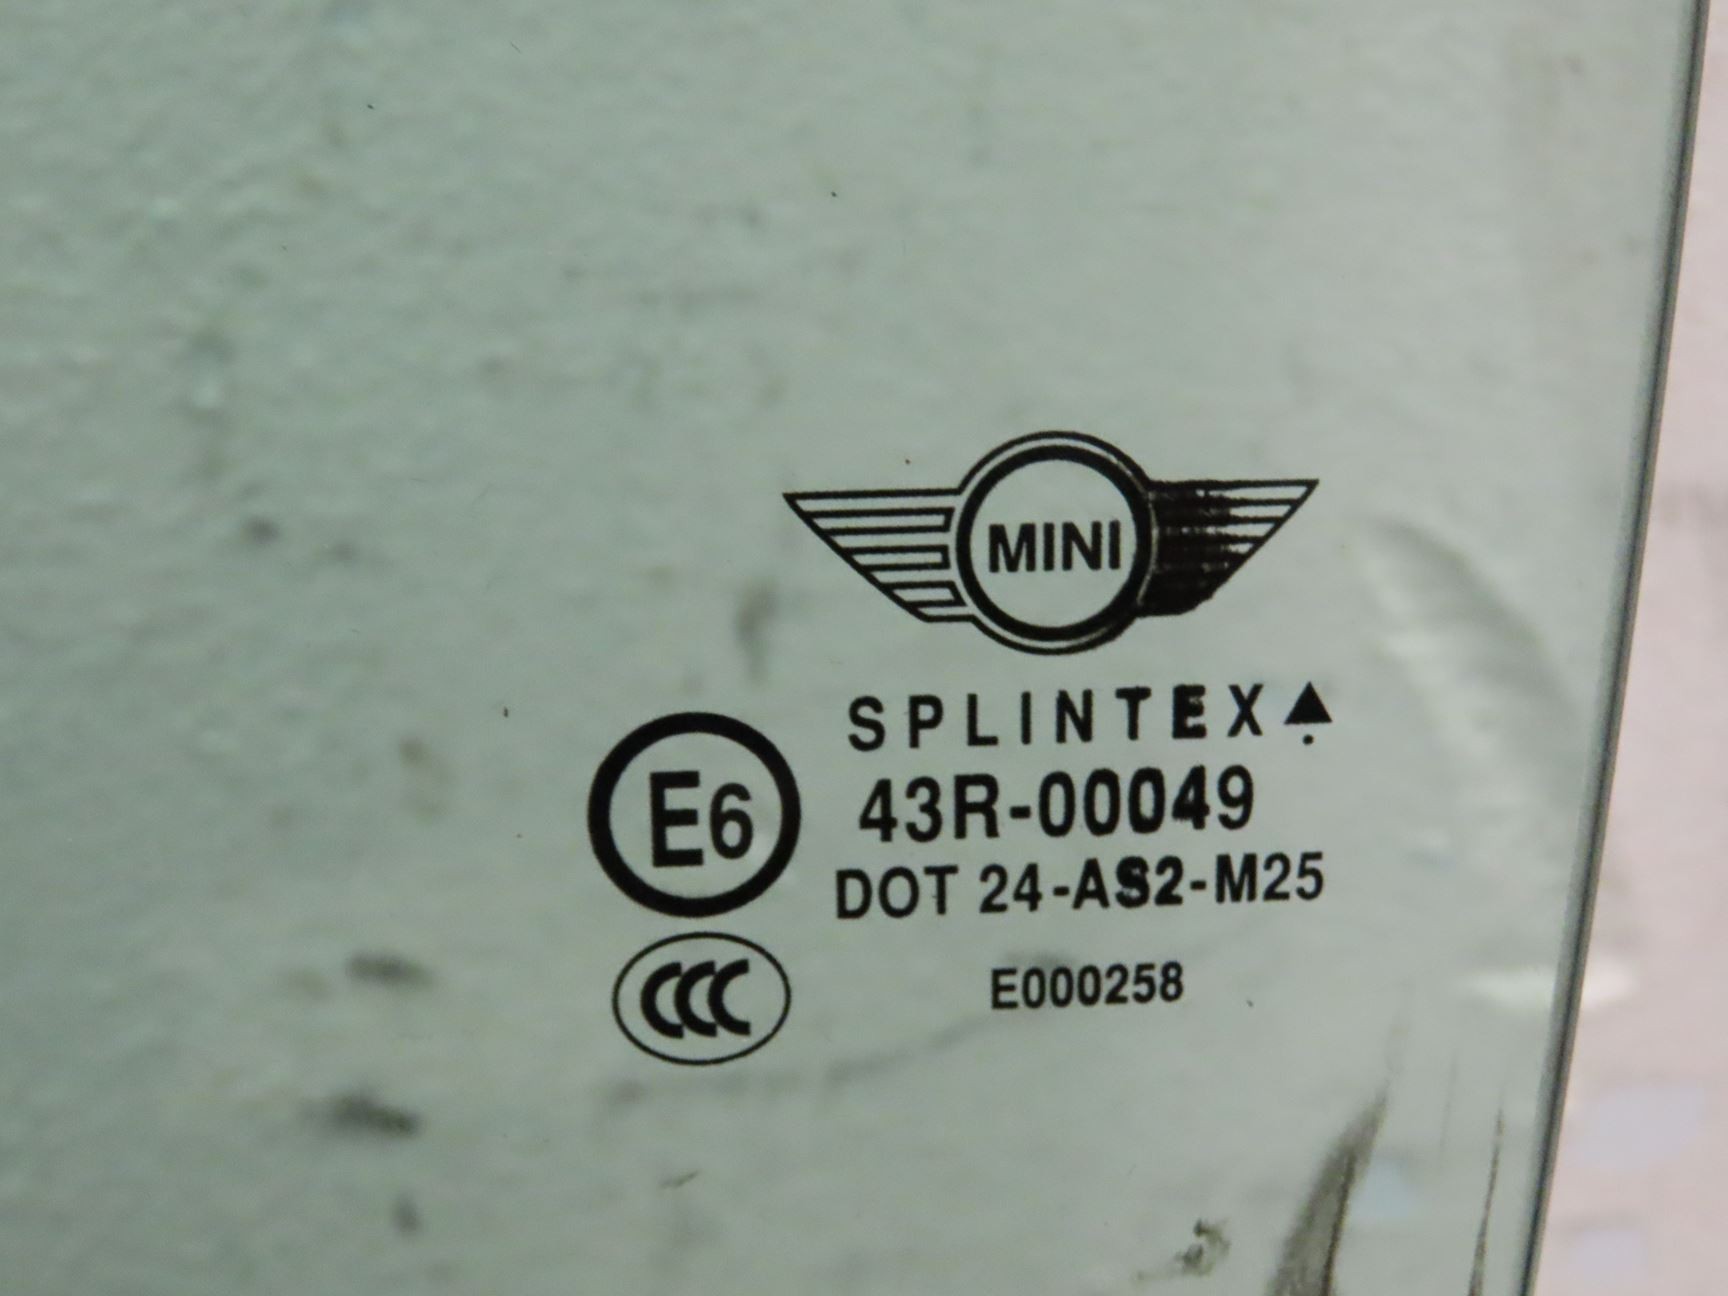 MINI
SPLINTEX
E6
43R-00049
DOT 24-AS2-M25
CCC
E000258